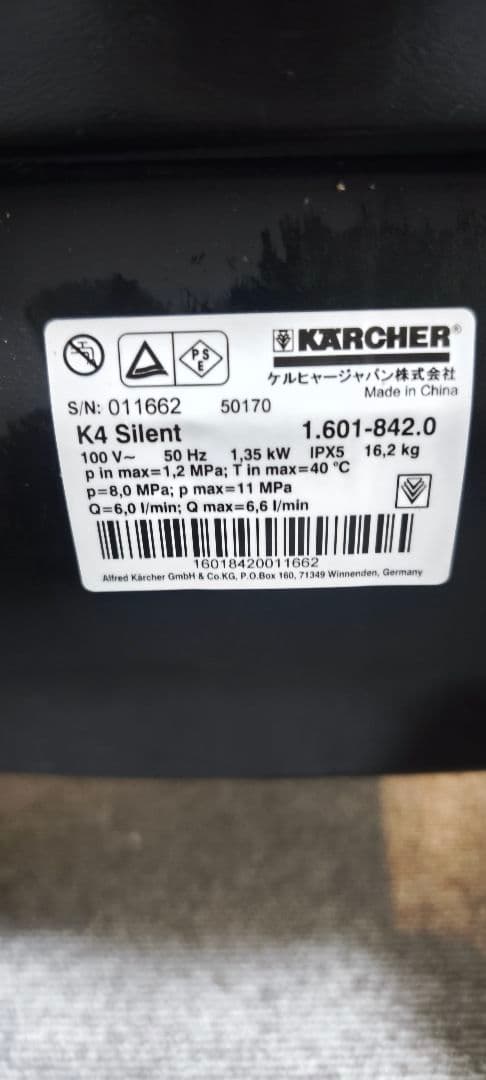 PS
E
KÄRCHER®
ケルヒャージャパン株式会社
Made in China
S/N: 011662 50170
K4 Silent 1.601-842.0
100 V~ 50 Hz 1,35 kW IPX5 16,2 kg
p in max=1,2 MPa; T in max=40 °C
p=8,0 MPa; p max=11 MPa
Q=6,0 l/min; Q max=6,6 l/min
16018420011662
Alfred Kärcher GmbH & Co.KG, P.O.Box 160, 71349 Winnenden, Germany